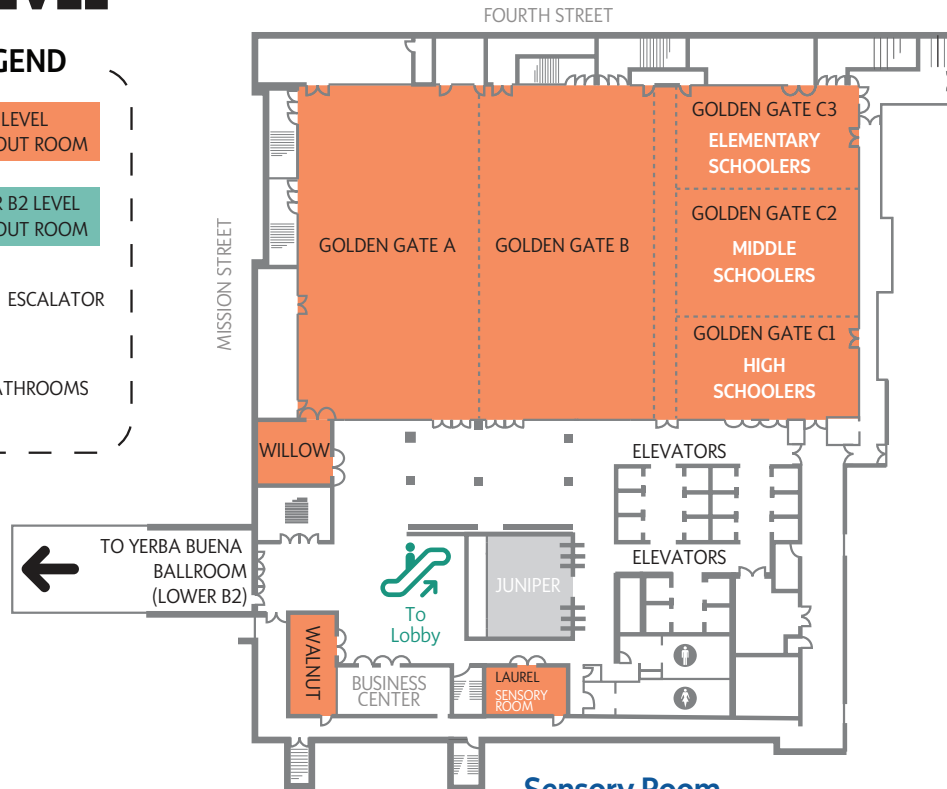 FOURTH STREET
GEND
LEVEL
OUT ROOM
R B2 LEVEL
OUT ROOM
ESCALATOR
ATHROOMS
MISSION STREET
GOLDEN GATE A
GOLDEN GATE B
GOLDEN GATE C3
ELEMENTARY
SCHOOLERS
GOLDEN GATE C2
MIDDLE
SCHOOLERS
GOLDEN GATE C1
HIGH
SCHOOLERS
WILLOW
ELEVATORS
TO YERBA BUENA
BALLROOM
(LOWER B2)
To
Lobby
JUNIPER
ELEVATORS
WALNUT
BUSINESS
CENTER
LAUREL
SENSORY
ROOM
Sensory Room